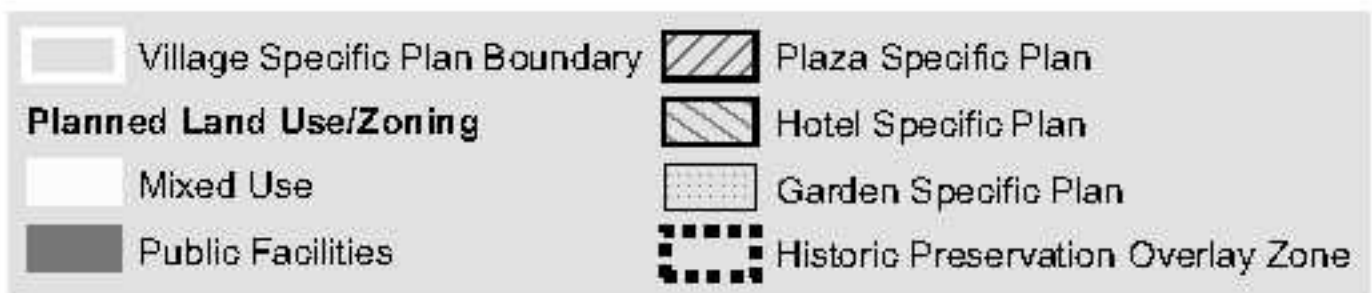 Village Specific Plan Boundary
Planned Land Use/Zoning
Mixed Use
Public Facilities
Plaza Specific Plan
Hotel Specific Plan
Garden Specific Plan
Historic Preservation Overlay Zone